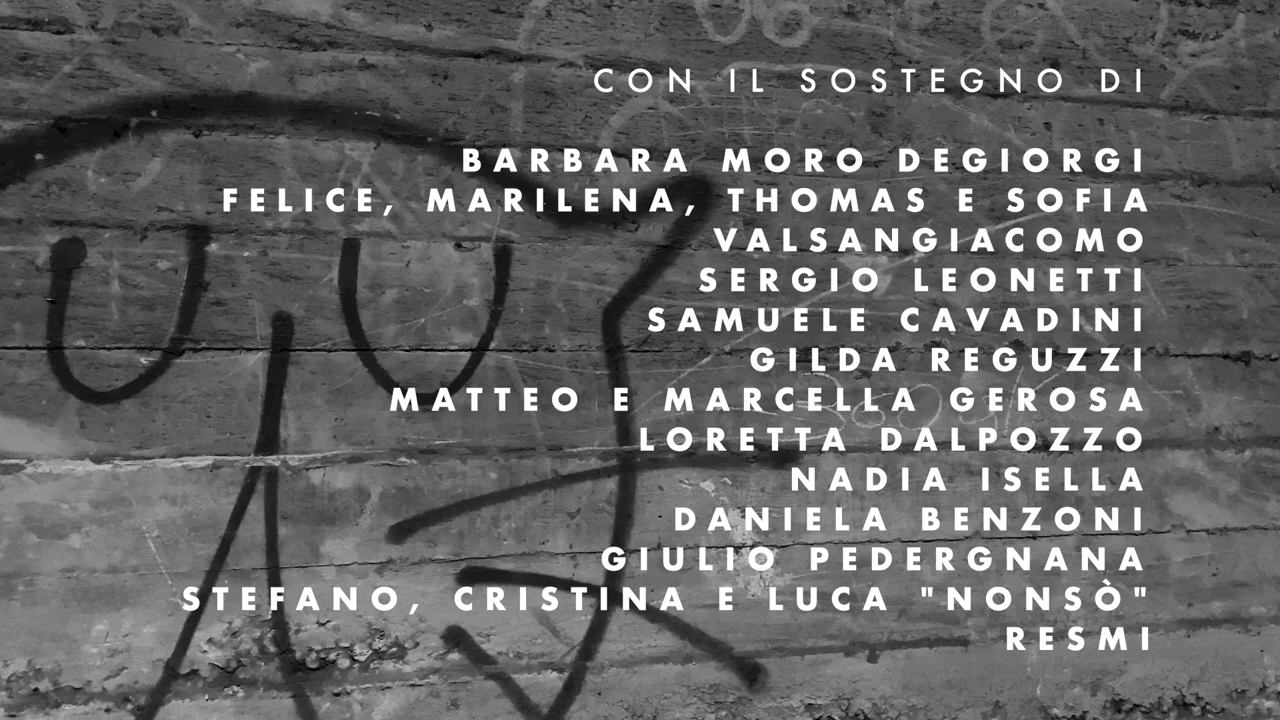 CON IL SOSTEGNO DI
BARBARA MORO DEGIORGI
FELICE, MARILENA, THOMAS E SOFIA
VALSANGIACOMO
SERGIO LEONETTI
SAMUELE CAVADINI
GILDA REGUZZI
MATTEO E MARCELLA GEROSA
LORETTA DALPOZZO
NADIA ISELLA
DANIELA BENZONI
GIULIO PEDERGNANA
STEFANO, CRISTINA E LUCA "NONSÒ"
RESMI